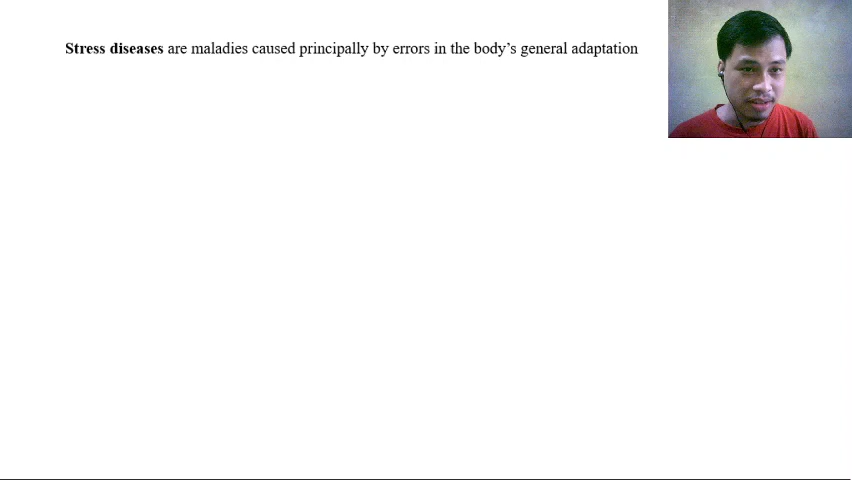 Stress diseases are maladies caused principally by errors in the body’s general adaptation